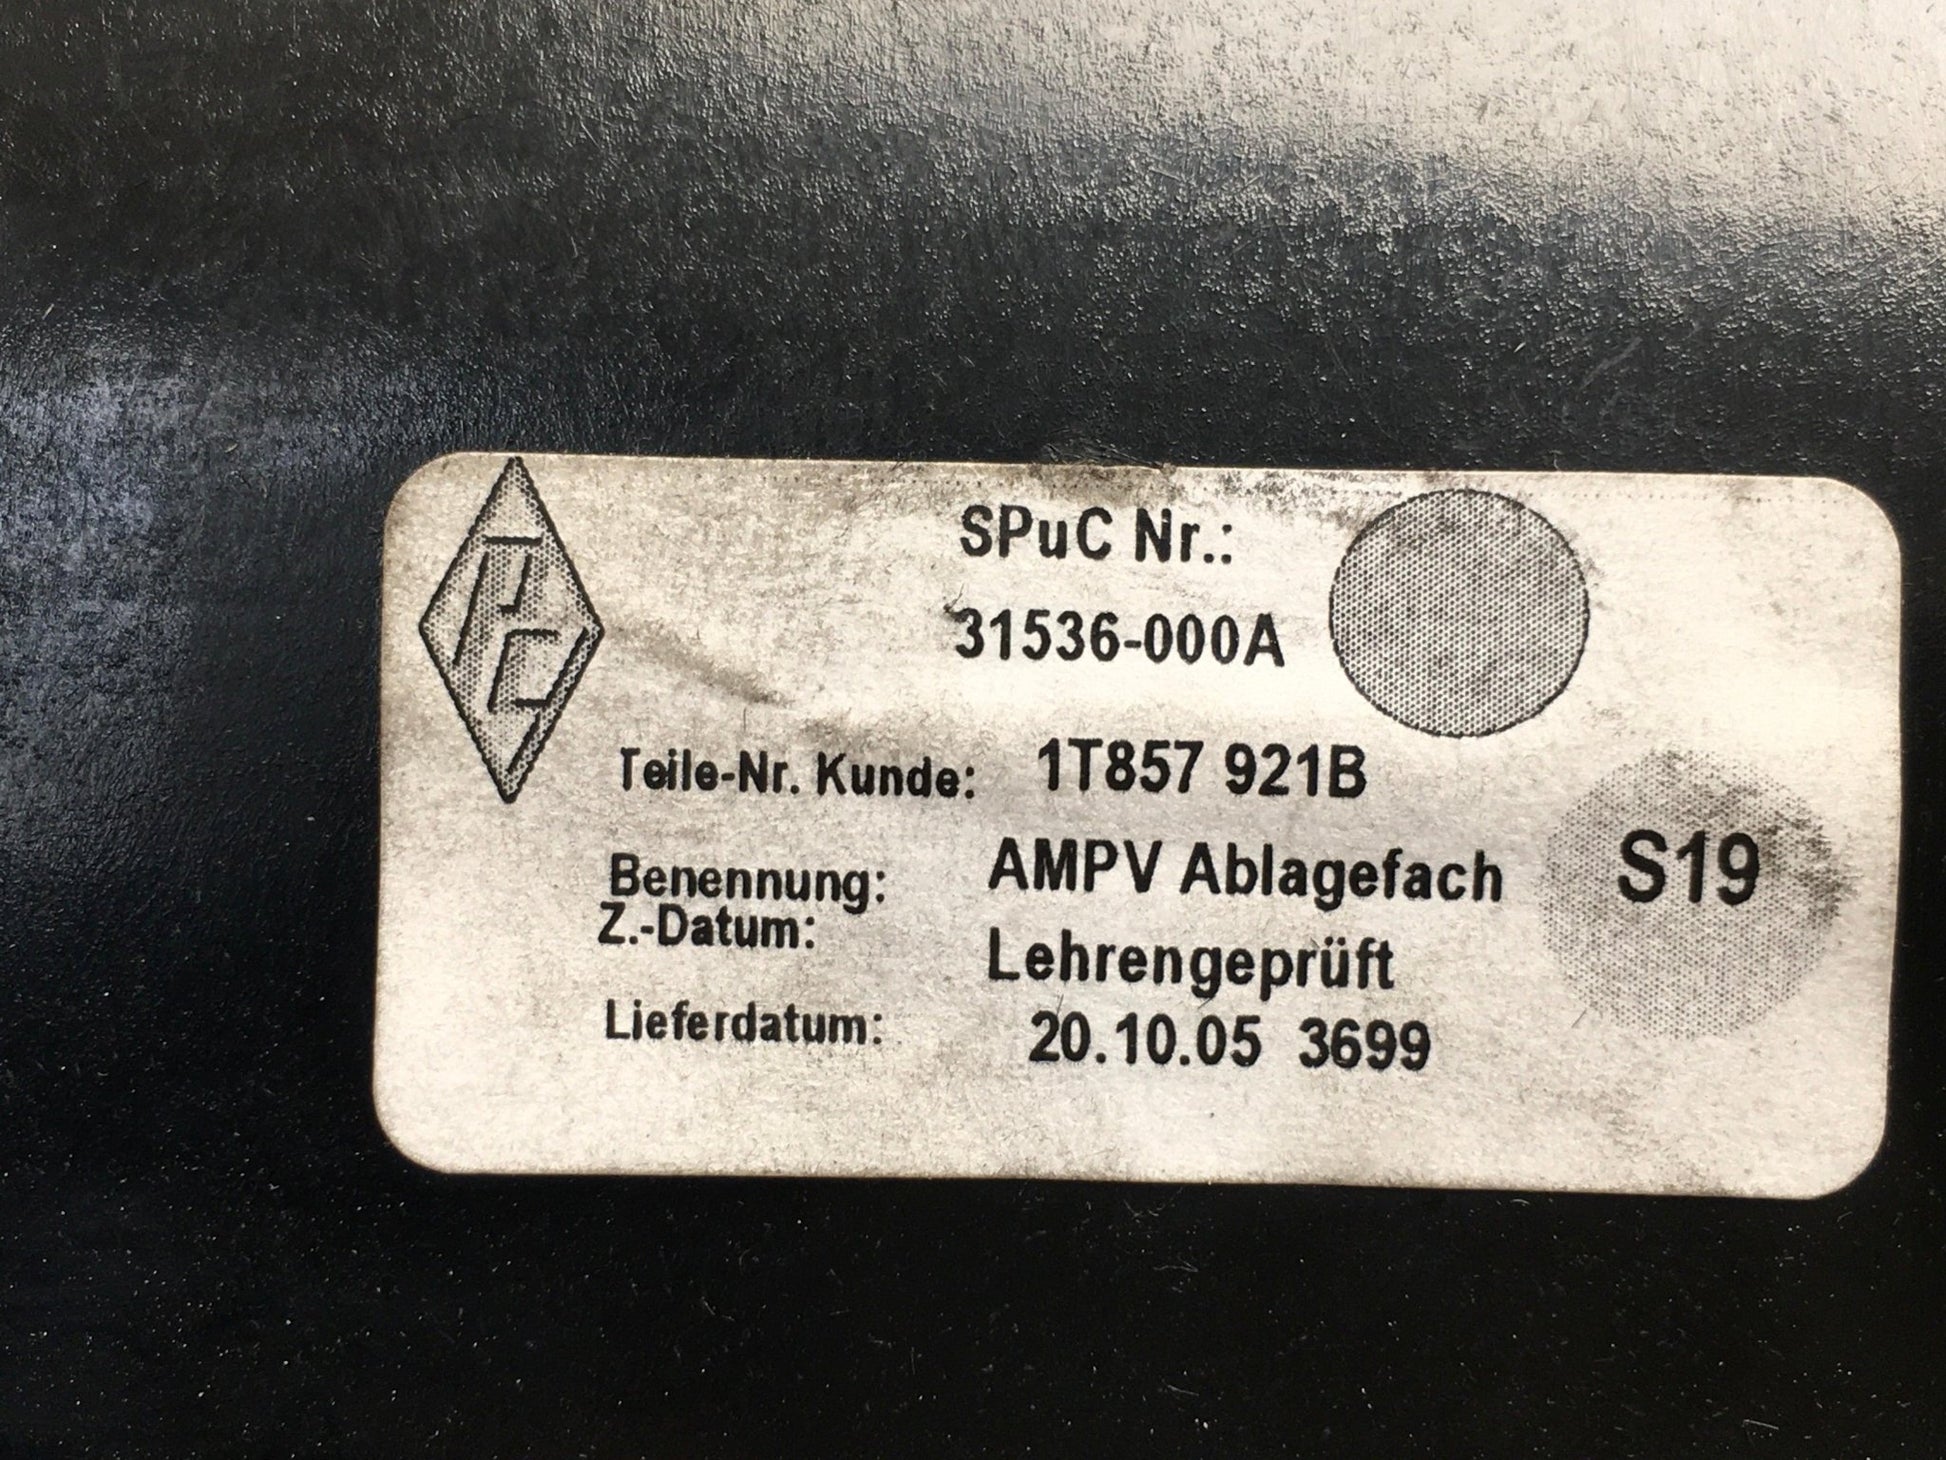 SPuC Nr.:
31536-000A
Teile-Nr. Kunde: 1T857 921B
Benennung: AMPV Ablagefach
S19
Z.-Datum: Lehrengeprüft
Lieferdatum: 20.10.05 3699